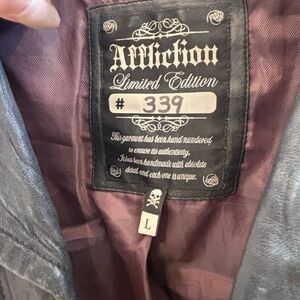 Affliction
Limited Edition
# 339
This garment has been hand numbered
to ensure its authenticity.
It has been handmade with absolute
detail and each one is unique.
L